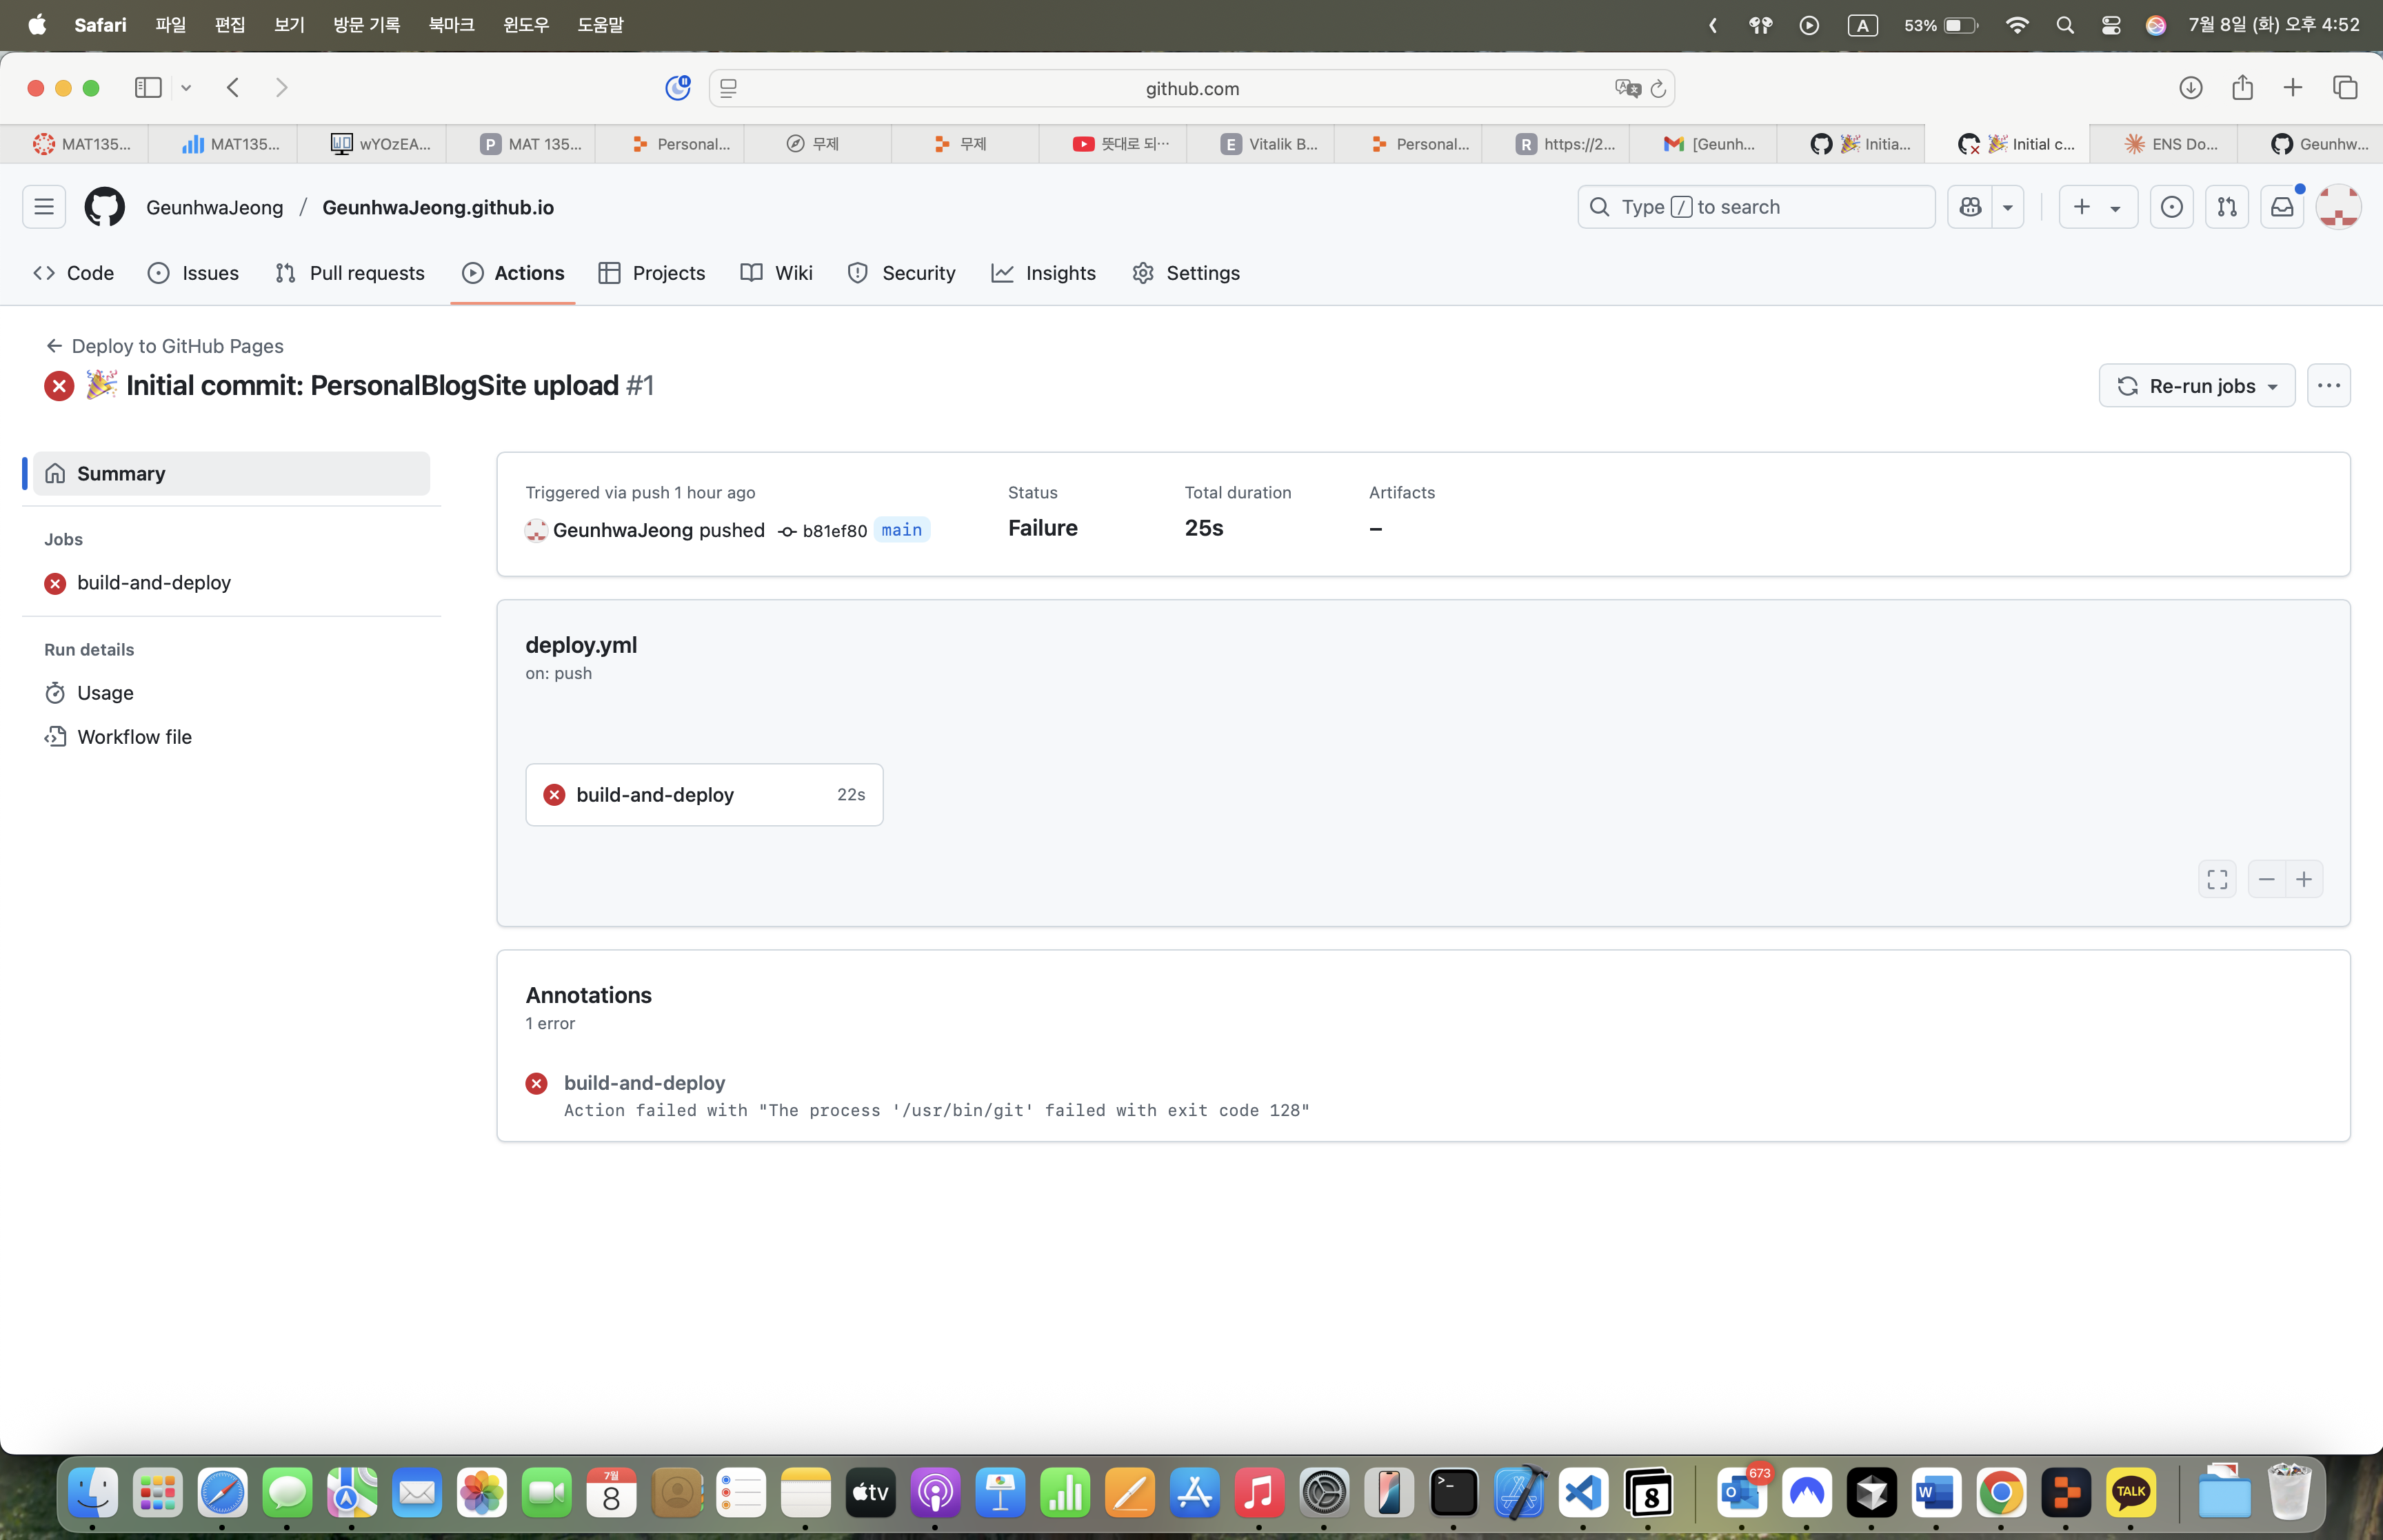 Safari 파일 편집 보기 방문 기록 북마크 윈도우 도움말 A 53% 7월 8일 (화) 오후 4:52
github.com
MAT135... MAT135... wYOzEA... MAT 135... Personal... 무제 무제 뜻대로 되... Vitalik B... Personal... https://2... [Geunh... Initia... Initial c... ENS Do... Geunhw...
GeunhwaJeong / GeunhwaJeong.github.io Type / to search
Code Issues Pull requests Actions Projects Wiki Security Insights Settings
Deploy to GitHub Pages
🎉 Initial commit: PersonalBlogSite upload #1 Re-run jobs
Summary
Jobs
build-and-deploy
Run details
Usage
Workflow file
Triggered via push 1 hour ago Status Total duration Artifacts
GeunhwaJeong pushed b81ef80 main Failure 25s –
deploy.yml
on: push
build-and-deploy 22s
Annotations
1 error
build-and-deploy
Action failed with "The process '/usr/bin/git' failed with exit code 128"
7월
8
tv
8
673
TALK